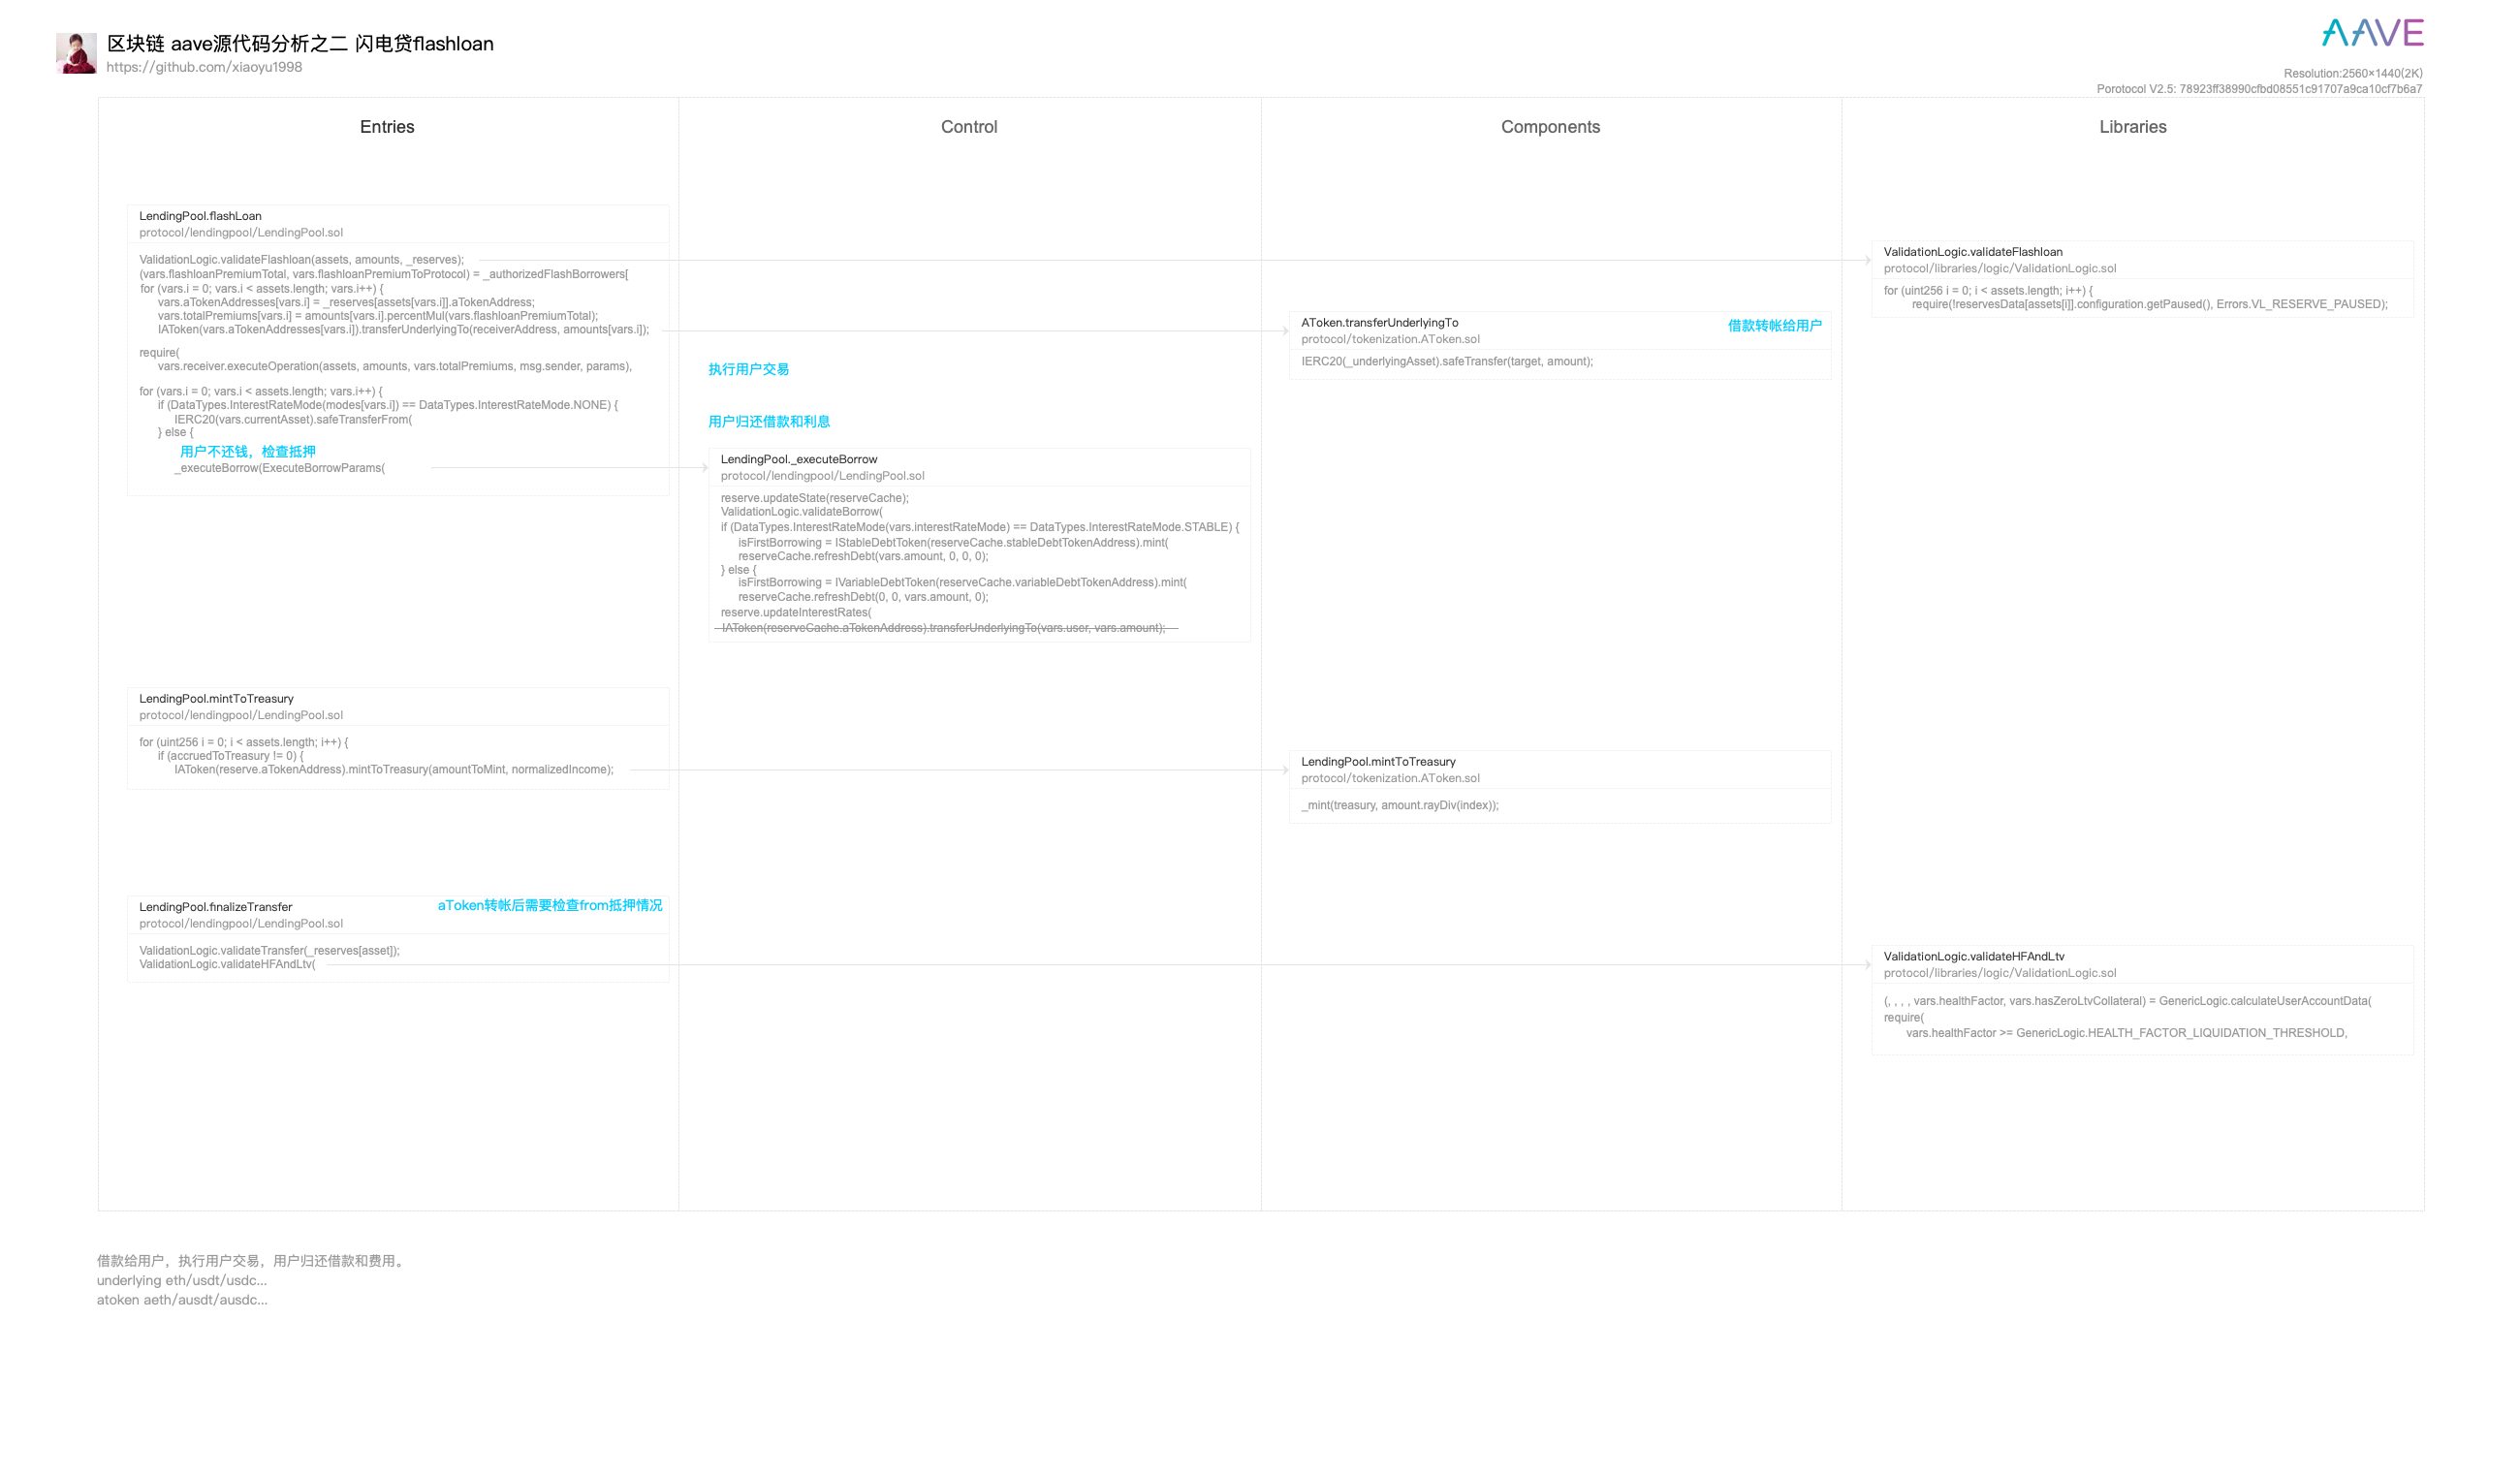 区块链 aave源代码分析之二 闪电贷flashloan
https://github.com/xiaoyu1998
AAVE
Resolution:2560×1440(2K)
Porotocol V2.5: 78923ff38990cfbd08551c91707a9ca10cf7b6a7
Entries
Control
Components
Libraries
LendingPool.flashLoan
protocol/lendingpool/LendingPool.sol
ValidationLogic.validateFlashloan(assets, amounts, _reserves);
(vars.flashloanPremiumTotal, vars.flashloanPremiumToProtocol) = _authorizedFlashBorrowers[
for (vars.i = 0; vars.i < assets.length; vars.i++) {
vars.aTokenAddresses[vars.i] = _reserves[assets[vars.i]].aTokenAddress;
vars.totalPremiums[vars.i] = amounts[vars.i].percentMul(vars.flashloanPremiumTotal);
IAToken(vars.aTokenAddresses[vars.i]).transferUnderlyingTo(receiverAddress, amounts[vars.i]);
require(
vars.receiver.executeOperation(assets, amounts, vars.totalPremiums, msg.sender, params),
for (vars.i = 0; vars.i < assets.length; vars.i++) {
if (DataTypes.InterestRateMode(modes[vars.i]) == DataTypes.InterestRateMode.NONE) {
IERC20(vars.currentAsset).safeTransferFrom(
} else {
用户不还钱，检查抵押
_executeBorrow(ExecuteBorrowParams(
ValidationLogic.validateFlashloan
protocol/libraries/logic/ValidationLogic.sol
for (uint256 i = 0; i < assets.length; i++) {
require(!reservesData[assets[i]].configuration.getPaused(), Errors.VL_RESERVE_PAUSED);
AToken.transferUnderlyingTo
借款转帐给用户
protocol/tokenization.AToken.sol
IERC20(_underlyingAsset).safeTransfer(target, amount);
执行用户交易
用户归还借款和利息
LendingPool._executeBorrow
protocol/lendingpool/LendingPool.sol
reserve.updateState(reserveCache);
ValidationLogic.validateBorrow(
if (DataTypes.InterestRateMode(vars.interestRateMode) == DataTypes.InterestRateMode.STABLE) {
isFirstBorrowing = IStableDebtToken(reserveCache.stableDebtTokenAddress).mint(
reserveCache.refreshDebt(vars.amount, 0, 0, 0);
} else {
isFirstBorrowing = IVariableDebtToken(reserveCache.variableDebtTokenAddress).mint(
reserveCache.refreshDebt(0, 0, vars.amount, 0);
reserve.updateInterestRates(
IAToken(reserveCache.aTokenAddress).transferUnderlyingTo(vars.user, vars.amount);
LendingPool.mintToTreasury
protocol/lendingpool/LendingPool.sol
for (uint256 i = 0; i < assets.length; i++) {
if (accruedToTreasury != 0) {
IAToken(reserve.aTokenAddress).mintToTreasury(amountToMint, normalizedIncome);
LendingPool.mintToTreasury
protocol/tokenization.AToken.sol
_mint(treasury, amount.rayDiv(index));
LendingPool.finalizeTransfer
aToken转帐后需要检查from抵押情况
protocol/lendingpool/LendingPool.sol
ValidationLogic.validateTransfer(_reserves[asset]);
ValidationLogic.validateHFAndLtv(
ValidationLogic.validateHFAndLtv
protocol/libraries/logic/ValidationLogic.sol
(, , , , vars.healthFactor, vars.hasZeroLtvCollateral) = GenericLogic.calculateUserAccountData(
require(
vars.healthFactor >= GenericLogic.HEALTH_FACTOR_LIQUIDATION_THRESHOLD,
借款给用户，执行用户交易，用户归还借款和费用。
underlying eth/usdt/usdc...
atoken aeth/ausdt/ausdc...